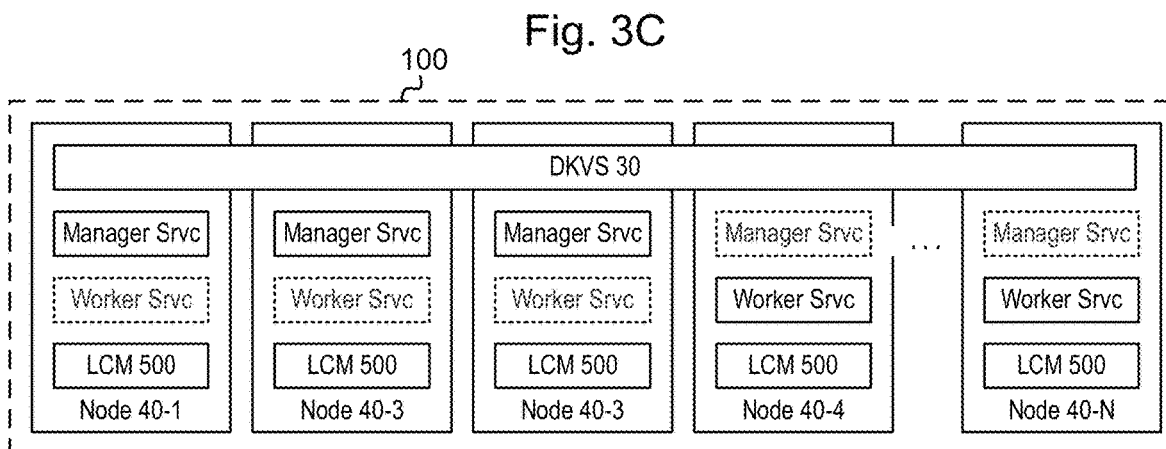 Fig. 3C
100
DKVS 30
Manager Srvc Manager Srvc Manager Srvc Manager Srvc ... Manager Srvc
Worker Srvc Worker Srvc Worker Srvc Worker Srvc Worker Srvc
LCM 500 LCM 500 LCM 500 LCM 500 LCM 500
Node 40-1 Node 40-3 Node 40-3 Node 40-4 Node 40-N